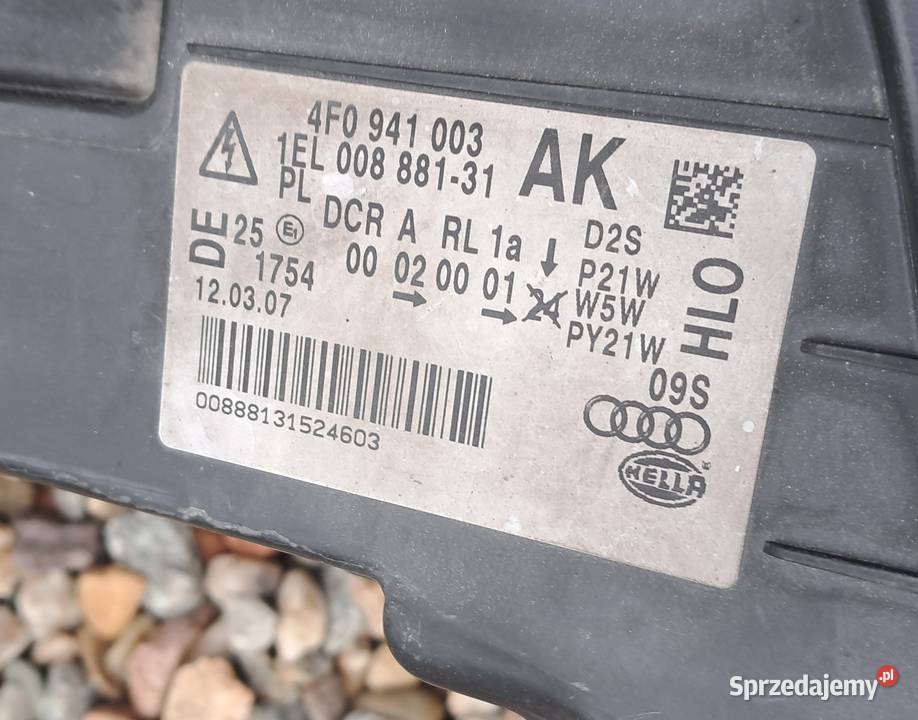 4F0 941 003
1EL 008 881-31 AK
PL DCR A RL 1a D2S
DE 25 E1 00 02 00 01 P21W
1754 24 W5W
12.03.07 PY21W
HLO
00888131524603
09S
HELLA
Sprzedajemy.pl